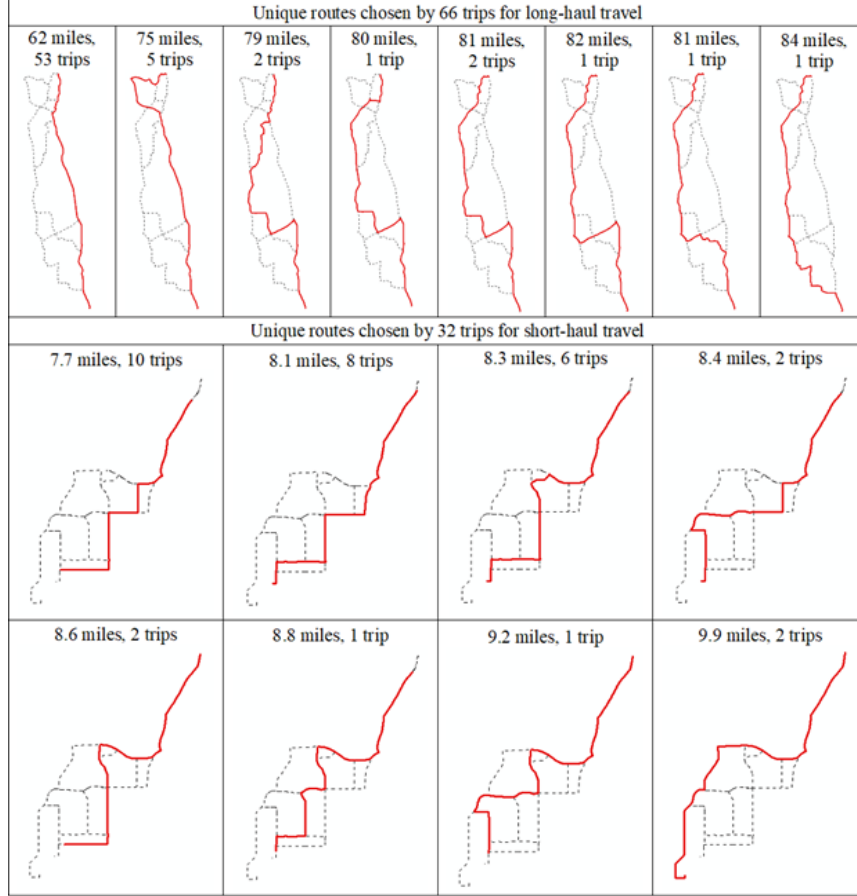 Unique routes chosen by 66 trips for long-haul travel
62 miles,
53 trips
75 miles,
5 trips
79 miles,
2 trips
80 miles,
1 trip
81 miles,
2 trips
82 miles,
1 trip
81 miles,
1 trip
84 miles,
1 trip
Unique routes chosen by 32 trips for short-haul travel
7.7 miles, 10 trips
8.1 miles, 8 trips
8.3 miles, 6 trips
8.4 miles, 2 trips
8.6 miles, 2 trips
8.8 miles, 1 trip
9.2 miles, 1 trip
9.9 miles, 2 trips